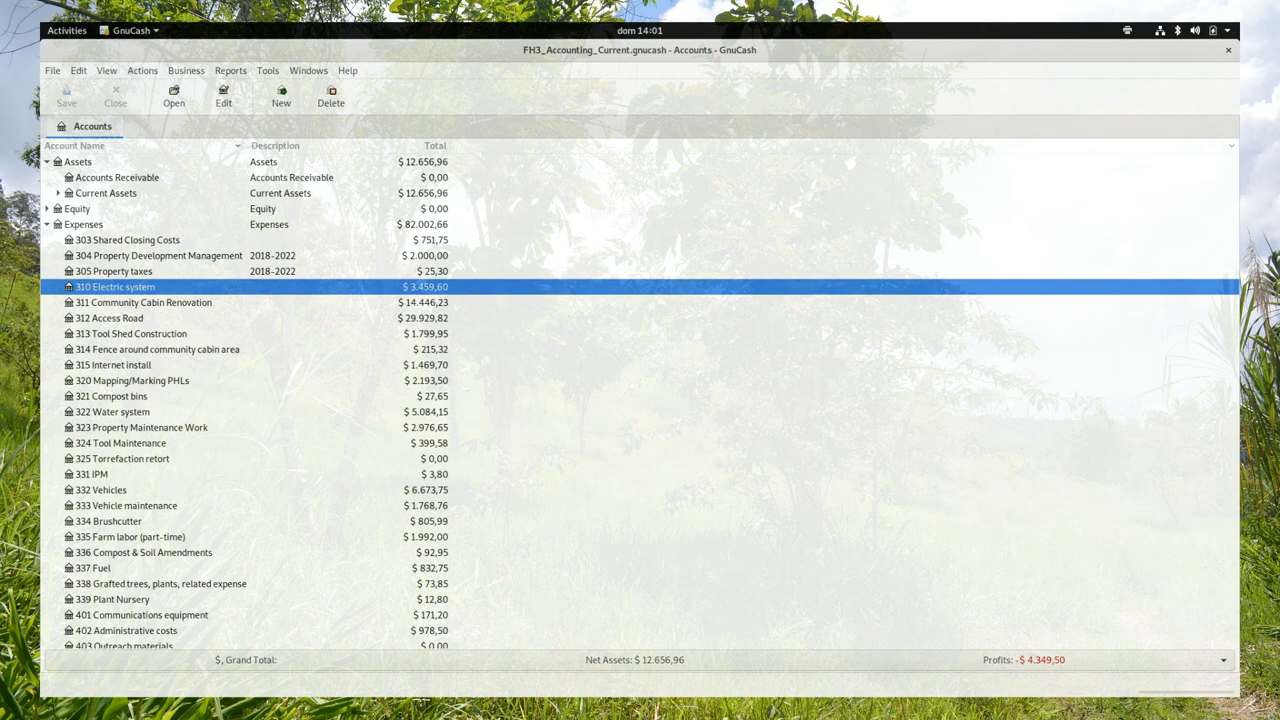 Activities GnuCash dom 14:01
FH3_Accounting_Current.gnucash - Accounts - GnuCash
File Edit View Actions Business Reports Tools Windows Help
Save Close Open Edit New Delete
Accounts
Account Name Description Total
Assets Assets $ 12.656,96
Accounts Receivable Accounts Receivable $ 0,00
Current Assets Current Assets $ 12.656,96
Equity Equity $ 0,00
Expenses Expenses $ 82.002,66
303 Shared Closing Costs $ 751,75
304 Property Development Management 2018-2022 $ 2.000,00
305 Property taxes 2018-2022 $ 25,30
310 Electric system $ 3.459,60
311 Community Cabin Renovation $ 14.446,23
312 Access Road $ 29.929,82
313 Tool Shed Construction $ 1.799,95
314 Fence around community cabin area $ 215,32
315 Internet install $ 1.469,70
320 Mapping/Marking PHLs $ 2.193,50
321 Compost bins $ 27,65
322 Water system $ 5.084,15
323 Property Maintenance Work $ 2.976,65
324 Tool Maintenance $ 399,58
325 Torrefaction retort $ 0,00
331 IPM $ 3,80
332 Vehicles $ 6.673,75
333 Vehicle maintenance $ 1.768,76
334 Brushcutter $ 805,99
335 Farm labor (part-time) $ 1.992,00
336 Compost & Soil Amendments $ 92,95
337 Fuel $ 832,75
338 Grafted trees, plants, related expense $ 73,85
339 Plant Nursery $ 12,80
401 Communications equipment $ 171,20
402 Administrative costs $ 978,50
403 Outreach materials $ 0,00
$, Grand Total: Net Assets: $ 12.656,96 Profits: -$ 4.349,50